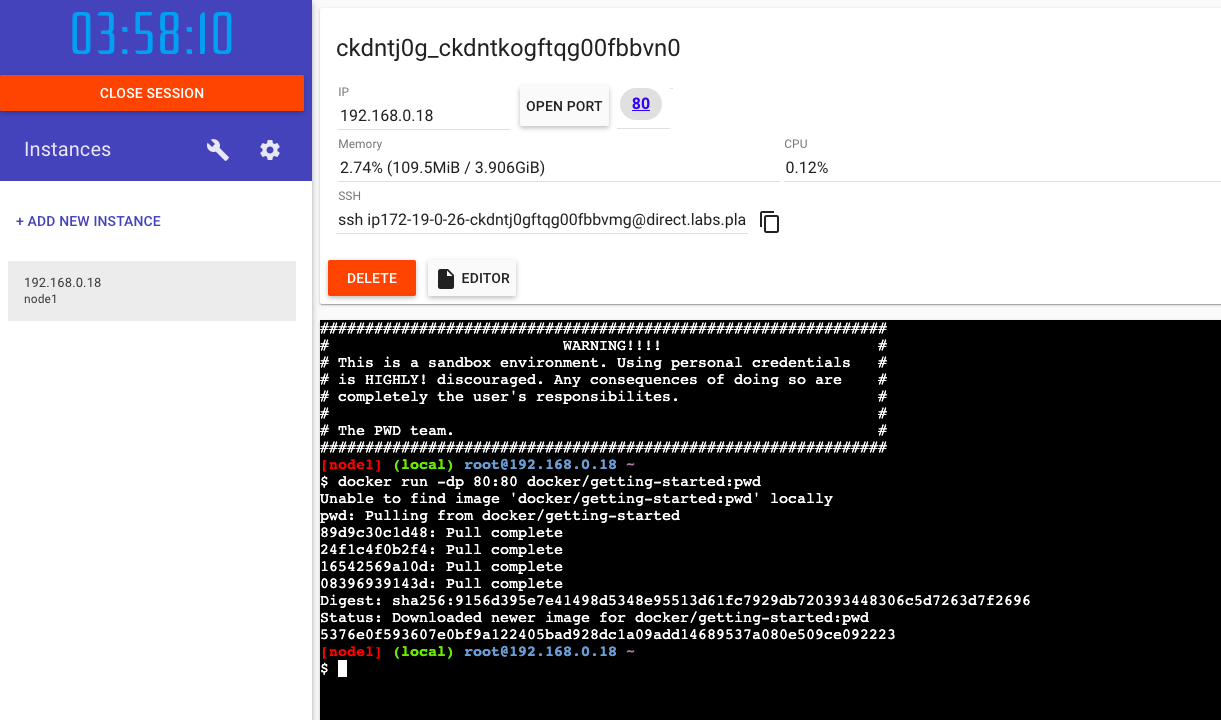 03:58:10
CLOSE SESSION
Instances
+ ADD NEW INSTANCE
192.168.0.18
node1
ckdntj0g_ckdntkogftqg00fbbvn0
IP
192.168.0.18
OPEN PORT
80
Memory
2.74% (109.5MiB / 3.906GiB)
CPU
0.12%
SSH
ssh ip172-19-0-26-ckdntj0gftqg00fbbvmg@direct.labs.pla
DELETE
EDITOR
###############################################################
#                          WARNING!!!!                        #
# This is a sandbox environment. Using personal credentials   #
# is HIGHLY! discouraged. Any consequences of doing so are    #
# completely the user's responsibilites.                      #
#                                                             #
# The PWD team.                                               #
###############################################################
[node1] (local) root@192.168.0.18 ~
$ docker run -dp 80:80 docker/getting-started:pwd
Unable to find image 'docker/getting-started:pwd' locally
pwd: Pulling from docker/getting-started
89d9c30c1d48: Pull complete
24f1c4f0b2f4: Pull complete
16542569a10d: Pull complete
08396939143d: Pull complete
Digest: sha256:9156d395e7e41498d5348e95513d61fc7929db720393448306c5d7263d7f2696
Status: Downloaded newer image for docker/getting-started:pwd
5376e0f593607e0bf9a122405bad928dc1a09add14689537a080e509ce092223
[node1] (local) root@192.168.0.18 ~
$